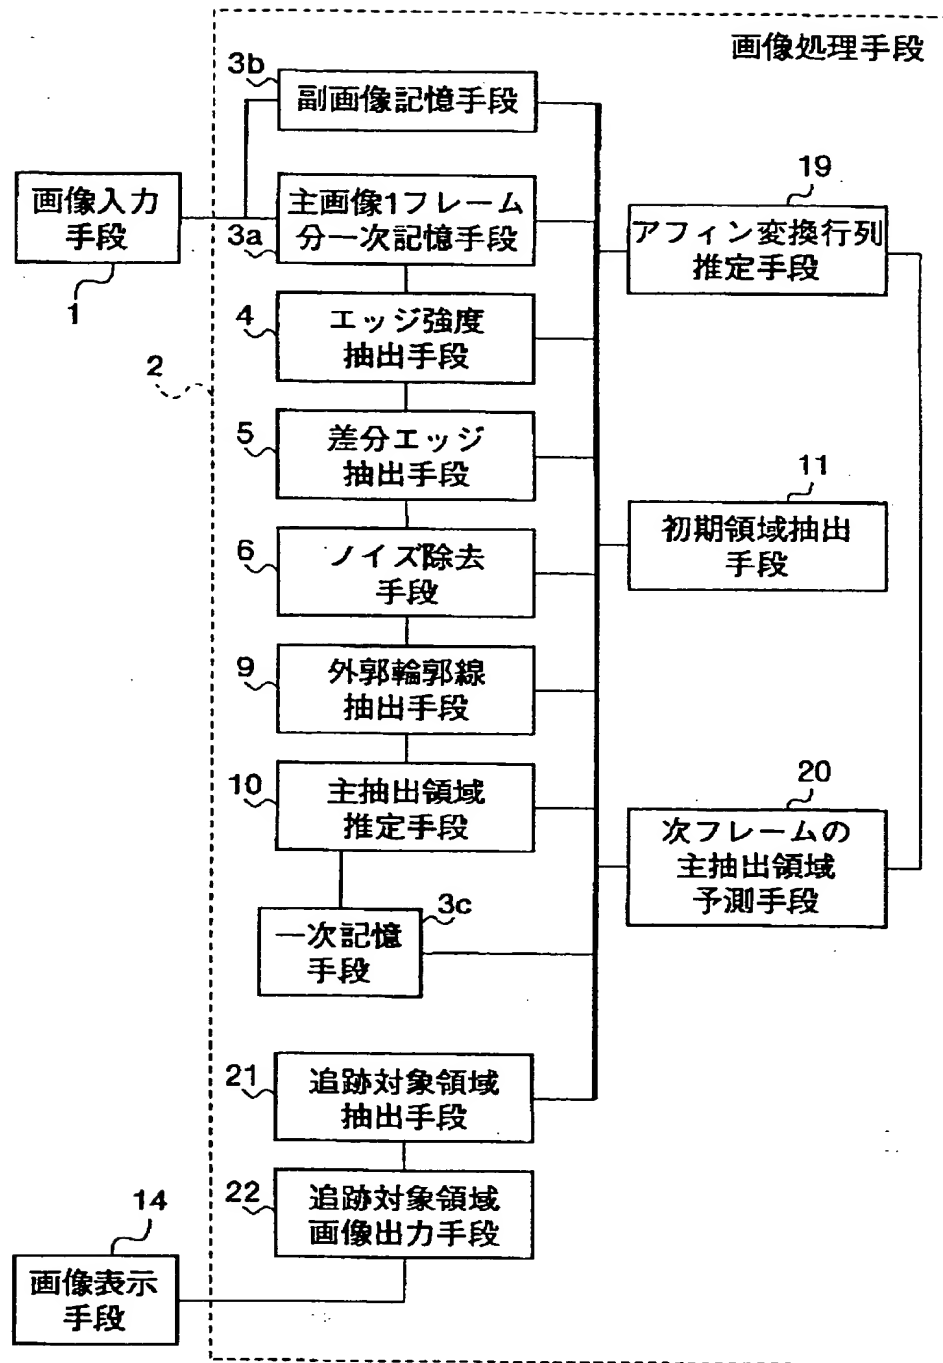 画像処理手段
3b
副画像記憶手段
画像入力
手段
1
主画像1フレーム
分一次記憶手段
3a
19
アフィン変換行列
推定手段
4
エッジ強度
抽出手段
2
5
差分エッジ
抽出手段
11
初期領域抽出
手段
6
ノイズ除去
手段
9
外郭輪郭線
抽出手段
10
主抽出領域
推定手段
20
次フレームの
主抽出領域
予測手段
3c
一次記憶
手段
21
追跡対象領域
抽出手段
22
追跡対象領域
画像出力手段
14
画像表示
手段